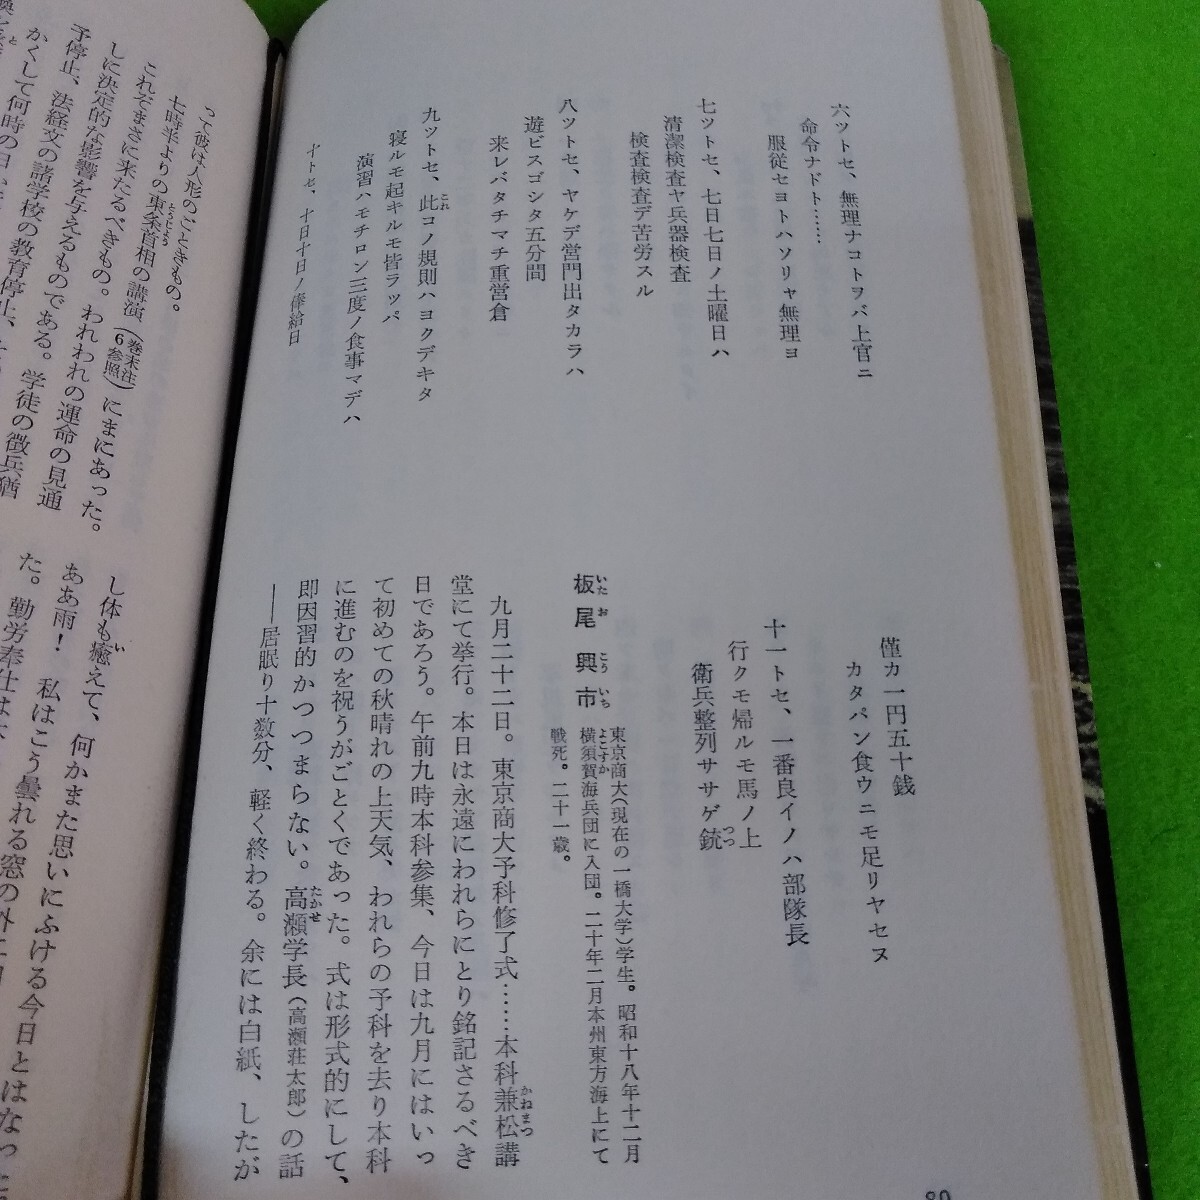 六ツトセ、無理ナコトヲバ上官ニ
命令ナドト……
服従セヨトハソリャ無理ヨ
七ツトセ、七日七日ノ土曜日ハ
清潔検査ヤ兵器検査
検査検査デ苦労スル
八ツトセ、ヤケデ営門出タカラハ
遊ビスゴシタ五分間
来レバタチマチ重営倉
九ツトセ、此コノ規則ハヨクデキタ
寝ルモ起キルモ皆ラッパ
演習ハモチロン三度ノ食事マデハ
十トセ、十日十日ノ俸給日
僅カ一円五十銭
カタパン食ウニモ足リヤセヌ
十一トセ、一番良イノハ部隊長
行クモ帰ルモ馬ノ上
衛兵整列ササゲ銃
板尾興市
東京商大(現在の一橋大学)学生。昭和十八年十二月
横須賀海兵団に入団。二十年二月本州東方海上にて
戦死。二十一歳。
九月二十二日。東京商大予科修了式……本科兼松講
堂にて挙行。本日は永遠にわれらにとり銘記さるべき
日であろう。午前九時本科参集、今日は九月にはいっ
て初めての秋晴れの上天気、われらの予科を去り本科
に進むのを祝うがごとくであった。式は形式的にして、
即因習的かつつまらない。高瀬学長(高瀬荘太郎)の話
──居眠り十数分、軽く終わる。余には白紙、したが
って彼は人形のごときもの。
七時半よりの東条首相の講演(巻末注6参照)にまにあった。
これぞまさに来たるべきもの。われわれの運命の見通
しに決定的な影響を与えるものである。学徒の徴兵猶
予停止、法経文の諸学校の教育停止、
かくして何時の日
し体も癒えて、何かまた思いにふける今日とはなった
ああ雨！　私はこう曇れる窓の外
た。勤労奉仕は